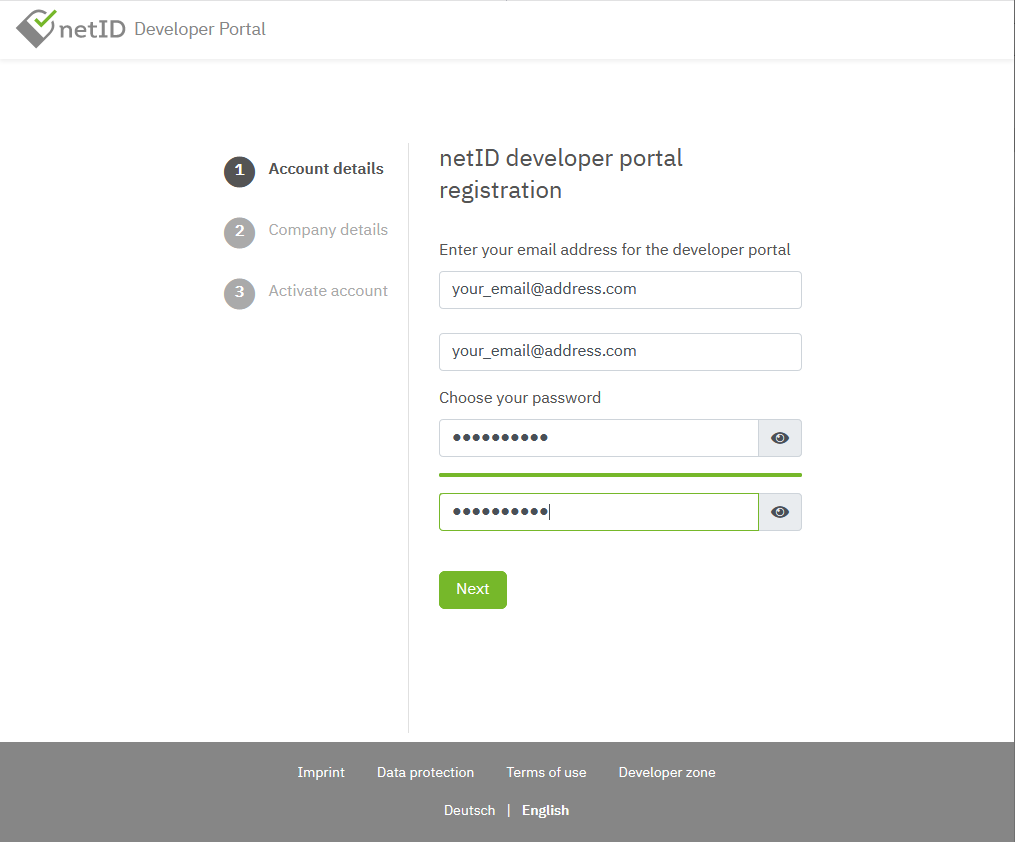 netID Developer Portal
1 Account details
2 Company details
3 Activate account
netID developer portal
registration
Enter your email address for the developer portal
your_email@address.com
your_email@address.com
Choose your password
●●●●●●●●●●
●●●●●●●●●●
Next
Imprint Data protection Terms of use Developer zone
Deutsch | English